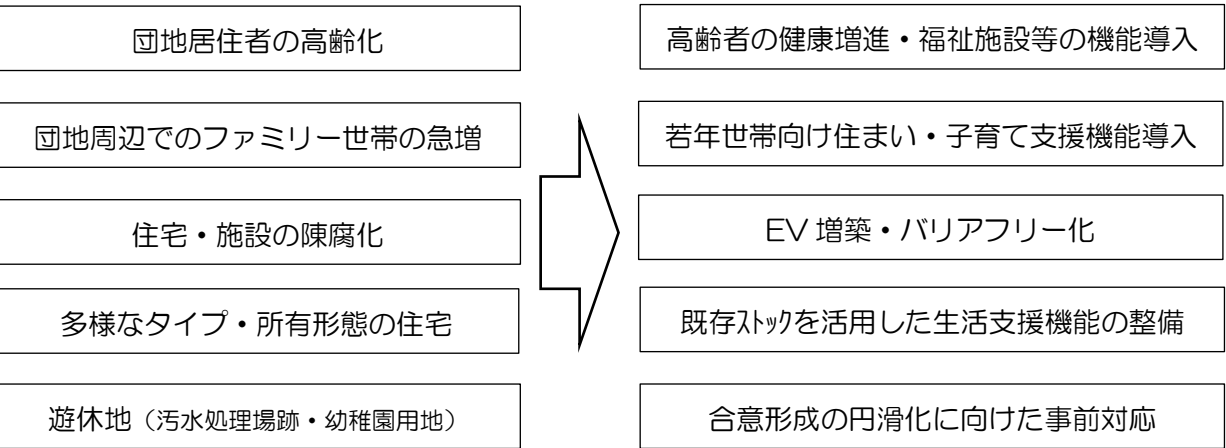 団地居住者の高齢化
団地周辺でのファミリー世帯の急増
住宅・施設の陳腐化
多様なタイプ・所有形態の住宅
遊休地（汚水処理場跡・幼稚園用地）
高齢者の健康増進・福祉施設等の機能導入
若年世帯向け住まい・子育て支援機能導入
EV 増築・バリアフリー化
既存ｽﾄｯｸを活用した生活支援機能の整備
合意形成の円滑化に向けた事前対応